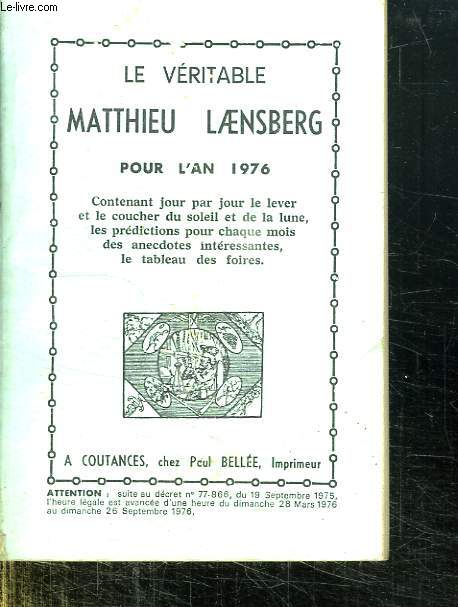 Le-livre.com
LE VÉRITABLE
MATTHIEU LÆNSBERG
POUR L'AN 1976
Contenant jour par jour le lever
et le coucher du soleil et de la lune,
les prédictions pour chaque mois
des anecdotes intéressantes,
le tableau des foires.
A COUTANCES, chez Paul BELLÉE, Imprimeur
ATTENTION : suite au décret n° 77-866, du 19 Septembre 1975,
l'heure légale est avancée d'une heure du dimanche 28 Mars 1976
au dimanche 26 Septembre 1976.